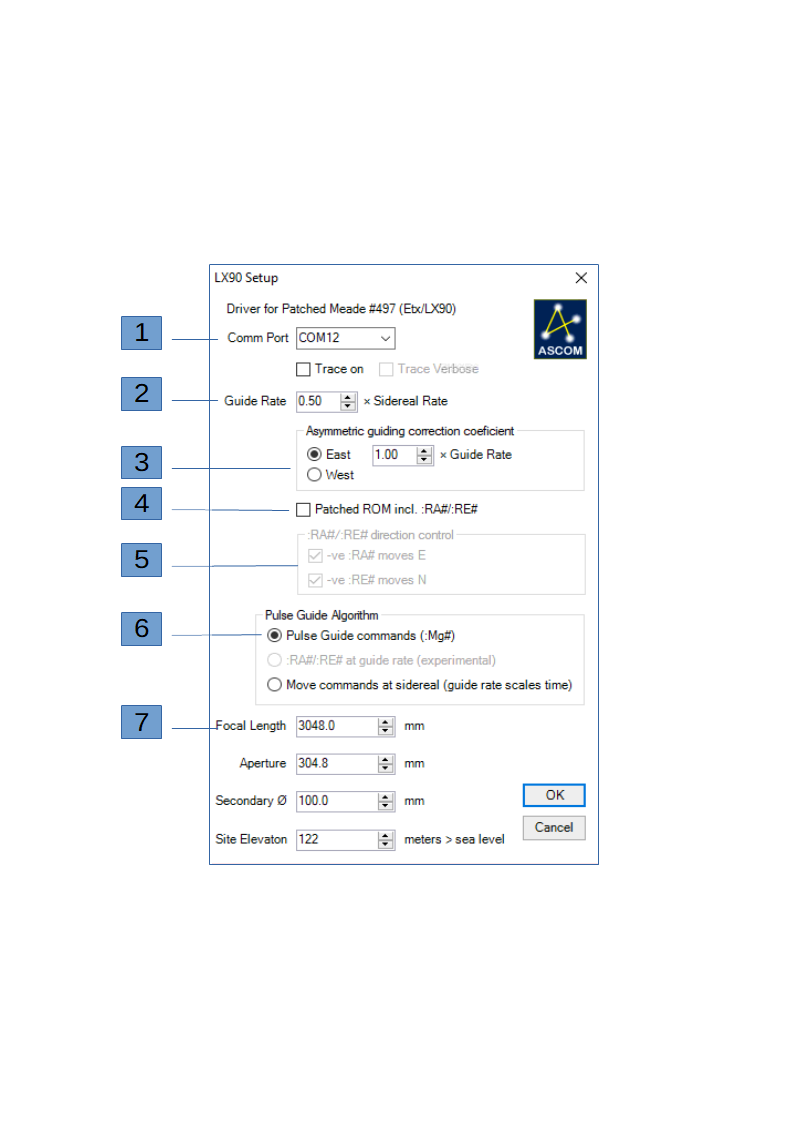 LX90 Setup
Driver for Patched Meade #497 (Etx/LX90)
ASCOM
1
Comm Port COM12
Trace on Trace Verbose
2
Guide Rate 0.50 × Sidereal Rate
Asymmetric guiding correction coeficient
3
East 1.00 × Guide Rate
West
4
Patched ROM incl. :RA#/:RE#
:RA#/:RE# direction control
5
-ve :RA# moves E
-ve :RE# moves N
Pulse Guide Algorithm
6
Pulse Guide commands (:Mg#)
:RA#/:RE# at guide rate (experimental)
Move commands at sidereal (guide rate scales time)
7
Focal Length 3048.0 mm
Aperture 304.8 mm
Secondary Ø 100.0 mm
OK
Cancel
Site Elevaton 122 meters > sea level